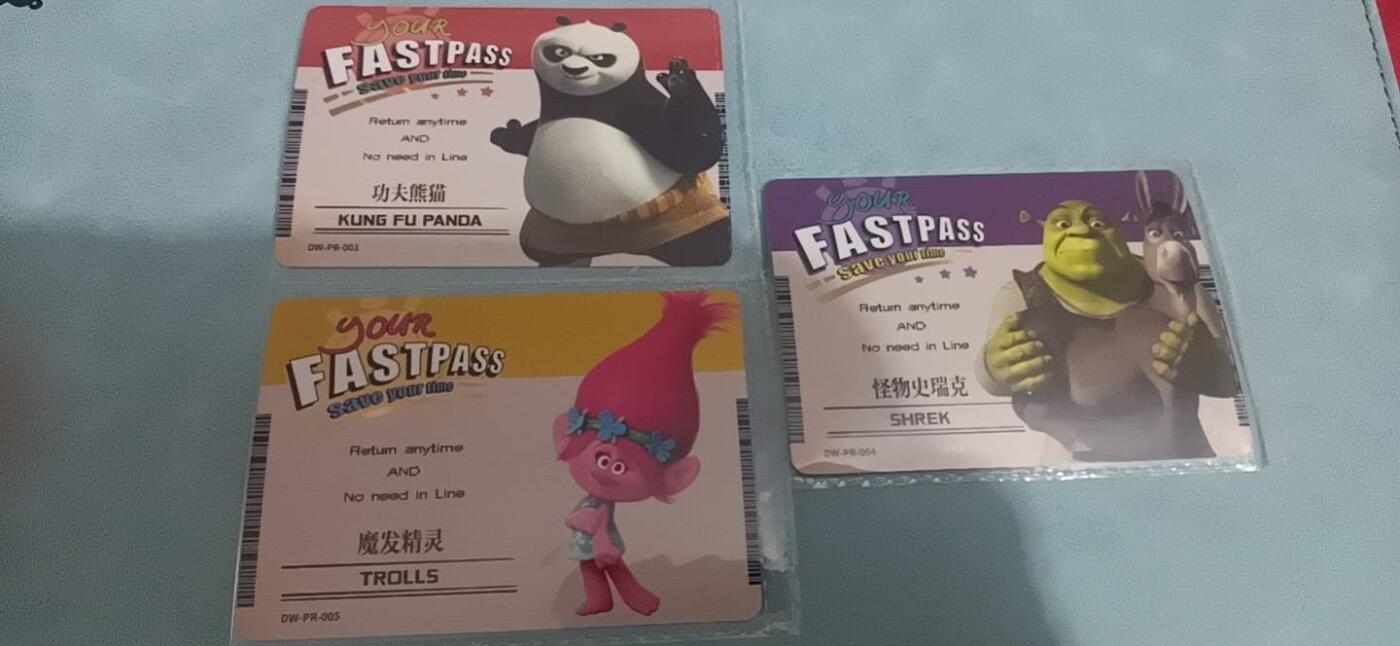 YOUR
FASTPASS
save your time
Return anytime
AND
No need in Line
功夫熊猫
KUNG FU PANDA
DW-PR-001
YOUR
FASTPASS
save your time
Return anytime
AND
No need in Line
怪物史瑞克
SHREK
DW-PR-004
YOUR
FASTPASS
save your time
Return anytime
AND
No need in Line
魔发精灵
TROLLS
DW-PR-005